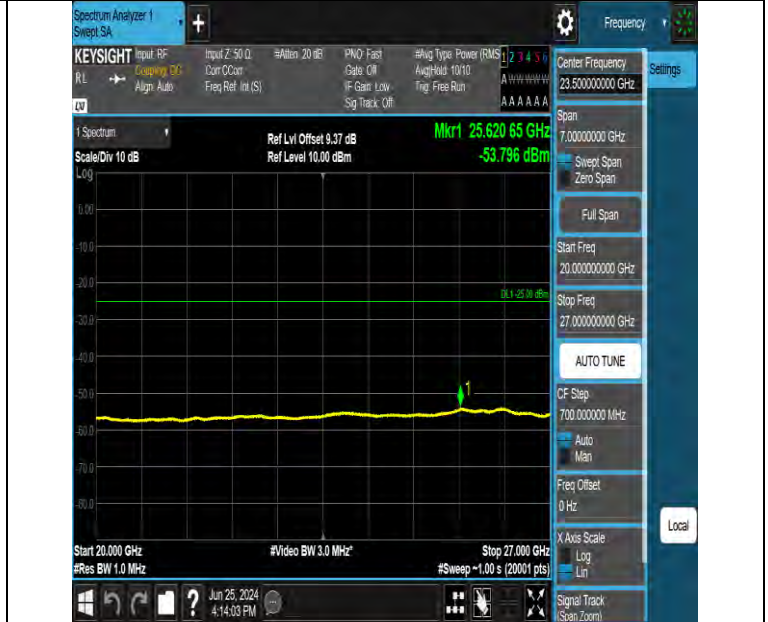 Spectrum Analyzer 1
Swept SA
+
Frequency
KEYSIGHT
RL
Input: RF
Coupling: DC
Align: Auto
Input Z: 50 Ω
Corr CCorr
Freq Ref: Int (S)
#Atten: 20 dB
PNO: Fast
Gate: Off
IF Gain: Low
Sig Track: Off
#Avg Type: Power (RMS
Avg|Hold: 10/10
Trig: Free Run
1 2 3 4 5 6
A W W W W W
A A A A A A
LXI
1 Spectrum
Scale/Div 10 dB
Log
Ref Lvl Offset 9.37 dB
Ref Level 10.00 dBm
Mkr1 25.620 65 GHz
-53.796 dBm
0.00
-10.0
-20.0
-30.0
-40.0
-50.0
-60.0
-70.0
-80.0
DL1 -25.00 dBm
1
Start 20.000 GHz
#Res BW 1.0 MHz
#Video BW 3.0 MHz*
Stop 27.000 GHz
#Sweep ~1.00 s (20001 pts)
Center Frequency
23.500000000 GHz
Settings
Span
7.00000000 GHz
Swept Span
Zero Span
Full Span
Start Freq
20.000000000 GHz
Stop Freq
27.000000000 GHz
AUTO TUNE
CF Step
700.000000 MHz
Auto
Man
Freq Offset
0 Hz
X Axis Scale
Log
Lin
Local
Signal Track
(Span Zoom)
?
Jun 25, 2024
4:14:03 PM